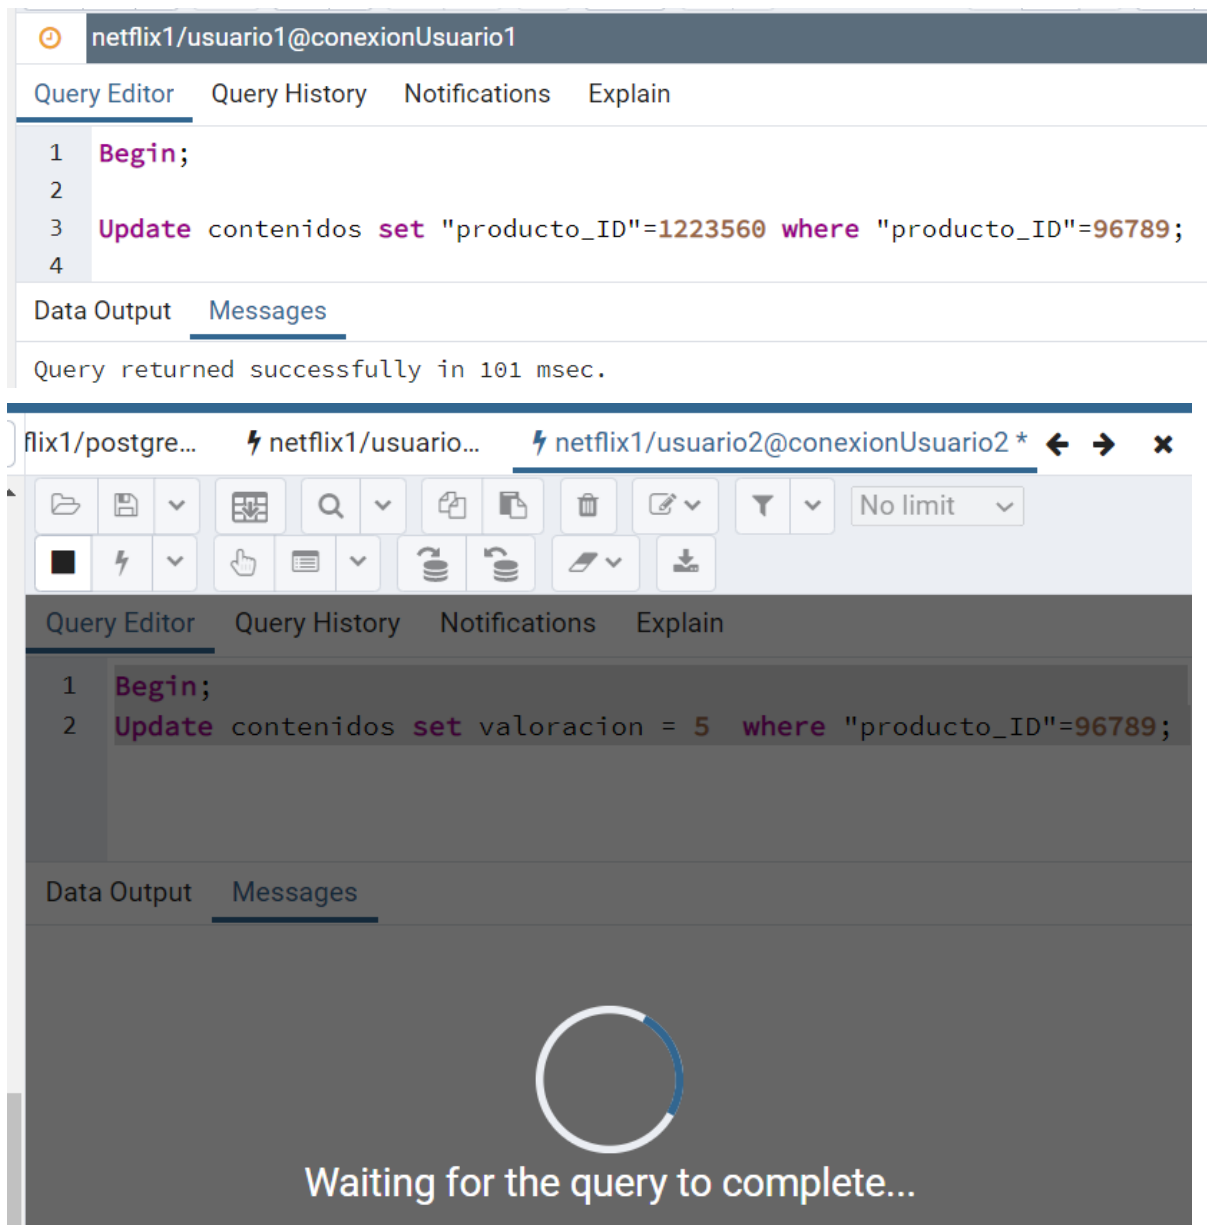 netflix1/usuario1@conexionUsuario1
Query Editor Query History Notifications Explain
1 Begin;
2
3 Update contenidos set "producto_ID"=1223560 where "producto_ID"=96789;
4
Data Output Messages
Query returned successfully in 101 msec.
flix1/postgre... netflix1/usuario... netflix1/usuario2@conexionUsuario2 *
No limit
Query Editor Query History Notifications Explain
1 Begin;
2 Update contenidos set valoracion = 5 where "producto_ID"=96789;
Data Output Messages
Waiting for the query to complete...